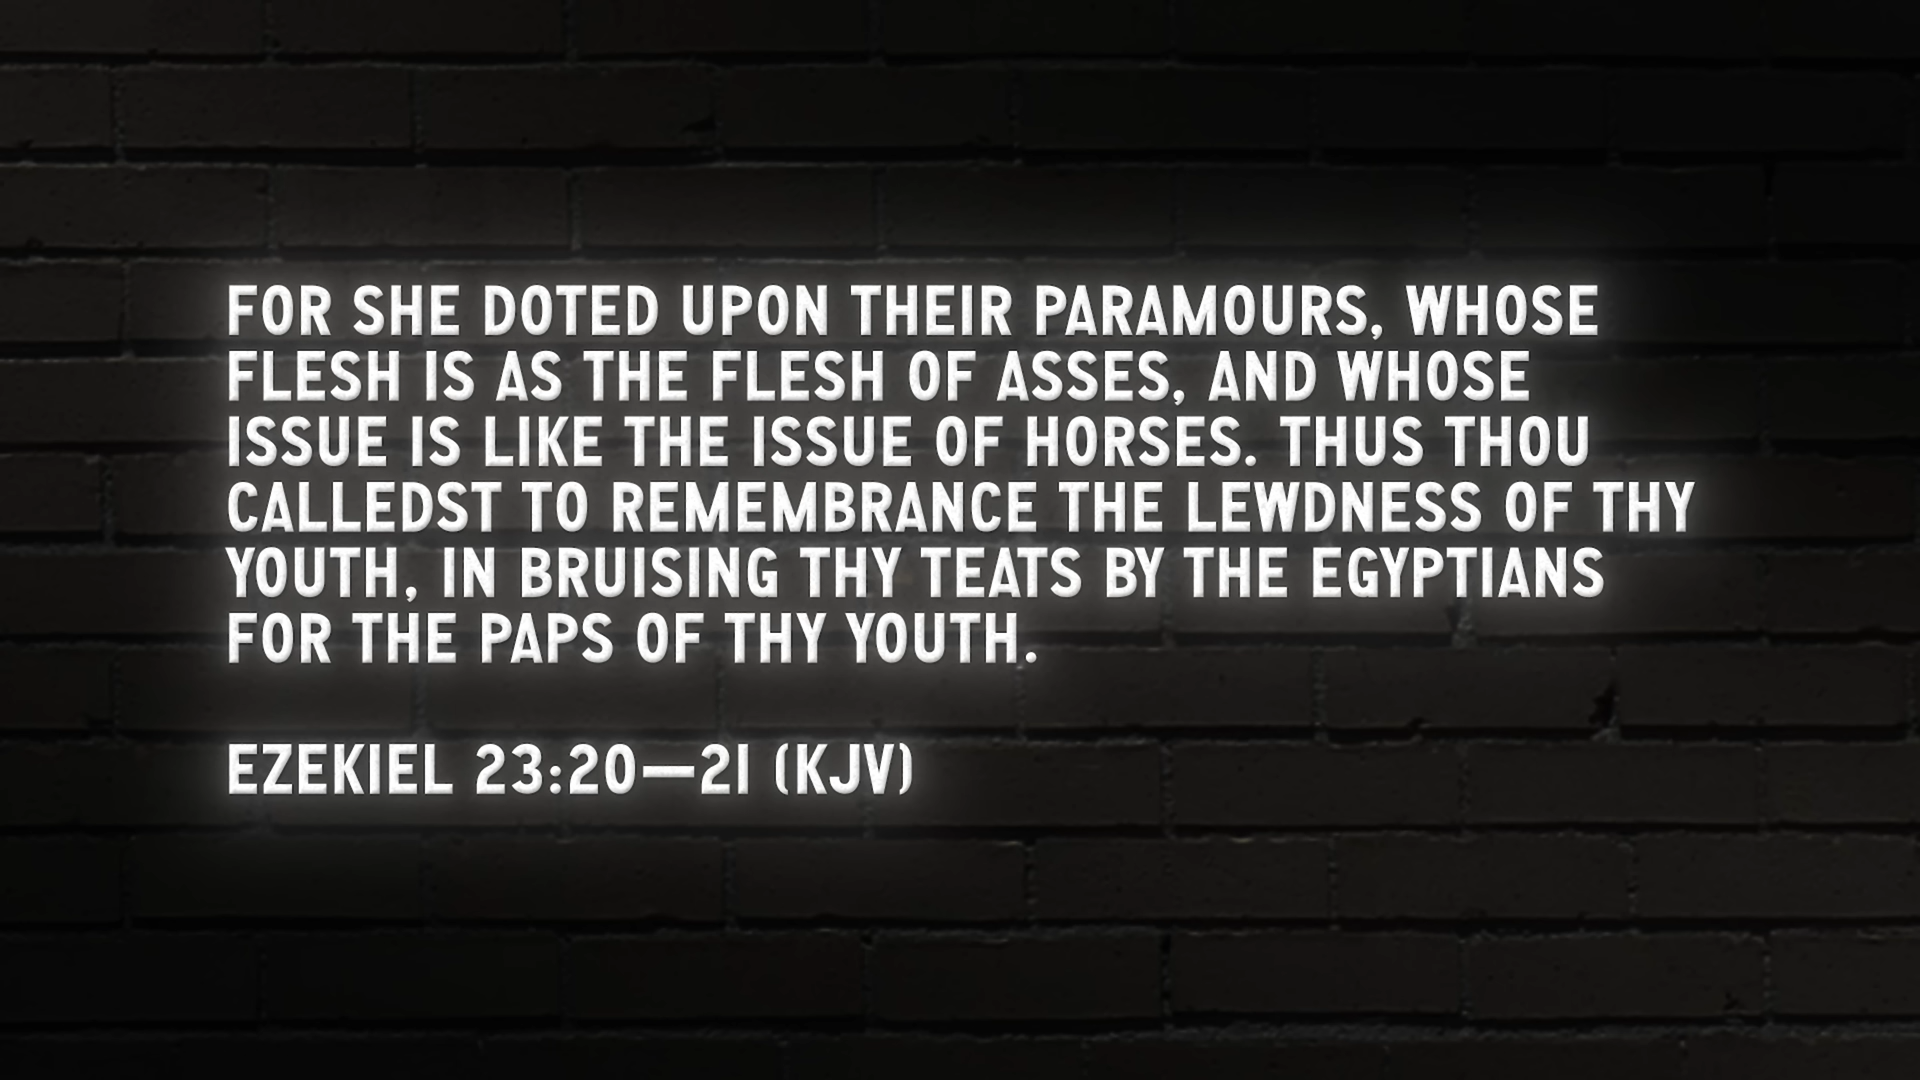 FOR SHE DOTED UPON THEIR PARAMOURS, WHOSE
FLESH IS AS THE FLESH OF ASSES, AND WHOSE
ISSUE IS LIKE THE ISSUE OF HORSES. THUS THOU
CALLEDST TO REMEMBRANCE THE LEWDNESS OF THY
YOUTH, IN BRUISING THY TEATS BY THE EGYPTIANS
FOR THE PAPS OF THY YOUTH.
EZEKIEL 23:20—21 (KJV)